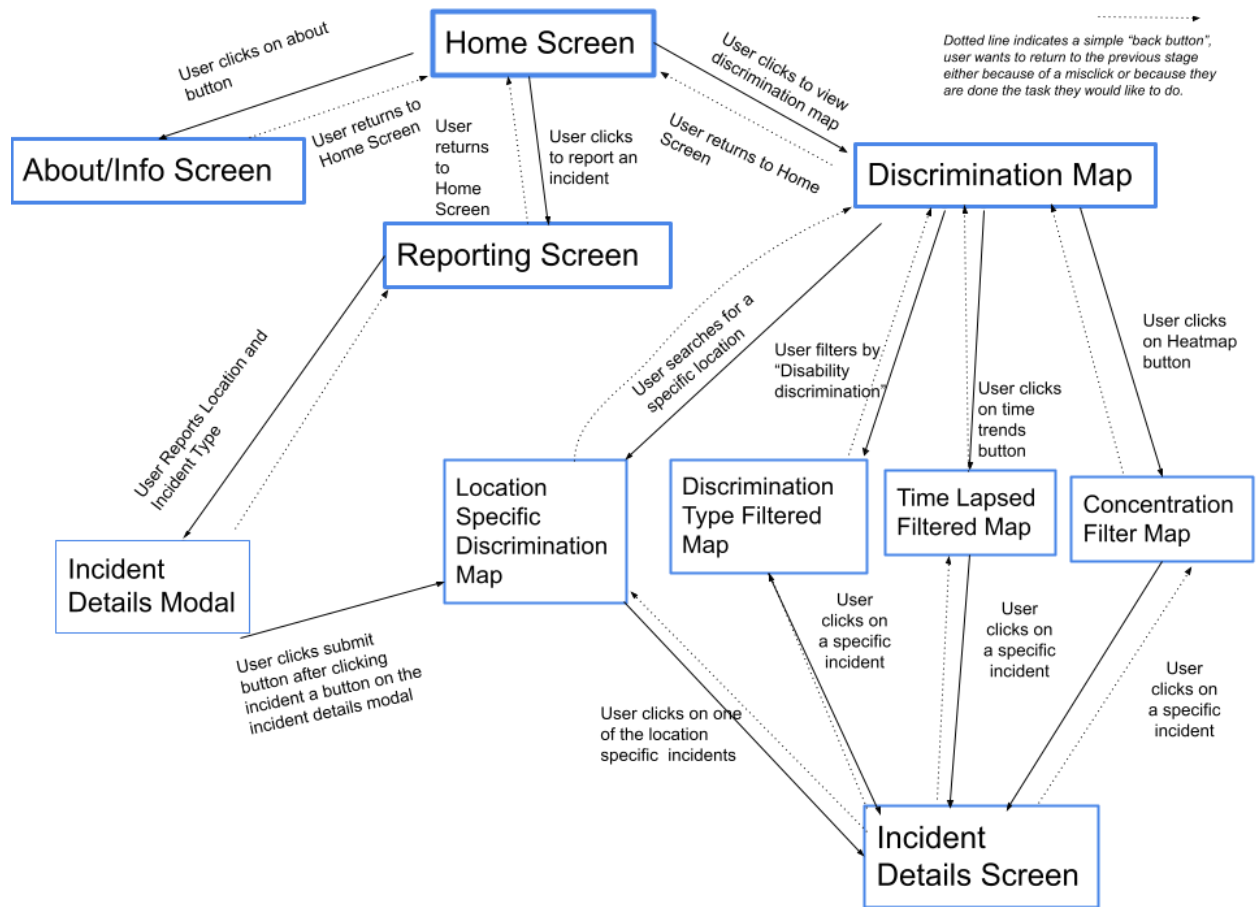 Home Screen
Dotted line indicates a simple “back button”,
user wants to return to the previous stage
either because of a misclick or because they
are done the task they would like to do.
User clicks on about
button
User returns to
Home Screen
User
returns
to
Home
Screen
User clicks
to report an
incident
User clicks to view
discrimination map
User returns to Home
Screen
About/Info Screen
Discrimination Map
Reporting Screen
User Reports Location and
Incident Type
User searches for a
specific location
User filters by
“Disability
discrimination”
User clicks
on time
trends
button
User clicks
on Heatmap
button
Incident
Details Modal
Location
Specific
Discrimination
Map
Discrimination
Type Filtered
Map
Time Lapsed
Filtered Map
Concentration
Filter Map
User clicks submit
button after clicking
incident a button on the
incident details modal
User clicks on one
of the location
specific incidents
User
clicks on
a specific
incident
User
clicks on
a specific
incident
User
clicks on
a specific
incident
Incident
Details Screen